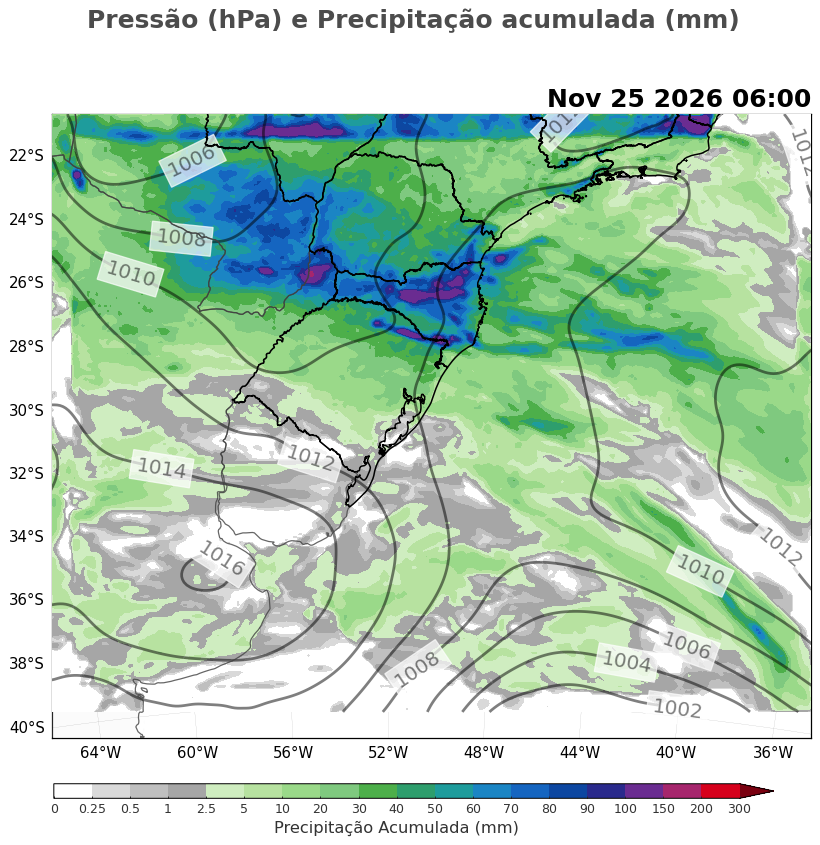 Pressão (hPa) e Precipitação acumulada (mm)
Nov 25 2026 06:00
1012
1006
1012
1008
1010
1012
1014
1016
1012
1010
1006
1004
1008
1002
22°S
24°S
26°S
28°S
30°S
32°S
34°S
36°S
38°S
40°S
64°W 60°W 56°W 52°W 48°W 44°W 40°W 36°W
0 0.25 0.5 1 2.5 5 10 20 30 40 50 60 70 80 90 100 150 200 300
Precipitação Acumulada (mm)